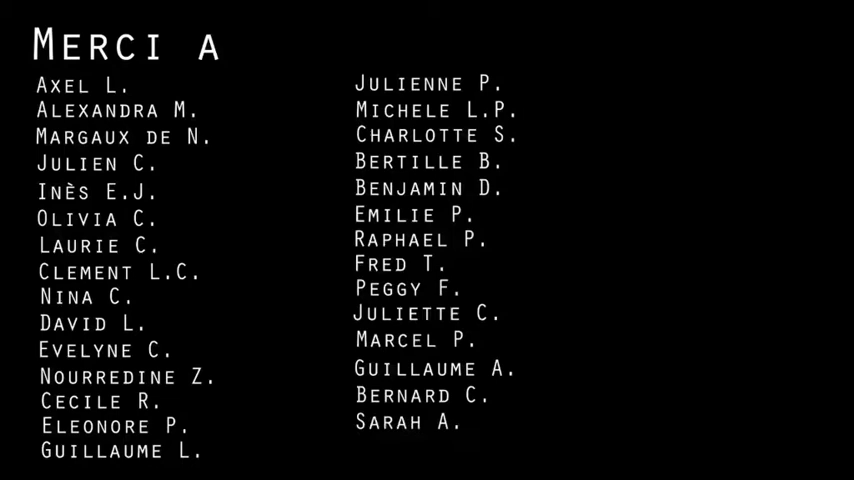 MERCI A
AXEL L.
ALEXANDRA M.
MARGAUX DE N.
JULIEN C.
INÈS E.J.
OLIVIA C.
LAURIE C.
CLEMENT L.C.
NINA C.
DAVID L.
EVELYNE C.
NOURREDINE Z.
CECILE R.
ELEONORE P.
GUILLAUME L.
JULIENNE P.
MICHELE L.P.
CHARLOTTE S.
BERTILLE B.
BENJAMIN D.
EMILIE P.
RAPHAEL P.
FRED T.
PEGGY F.
JULIETTE C.
MARCEL P.
GUILLAUME A.
BERNARD C.
SARAH A.